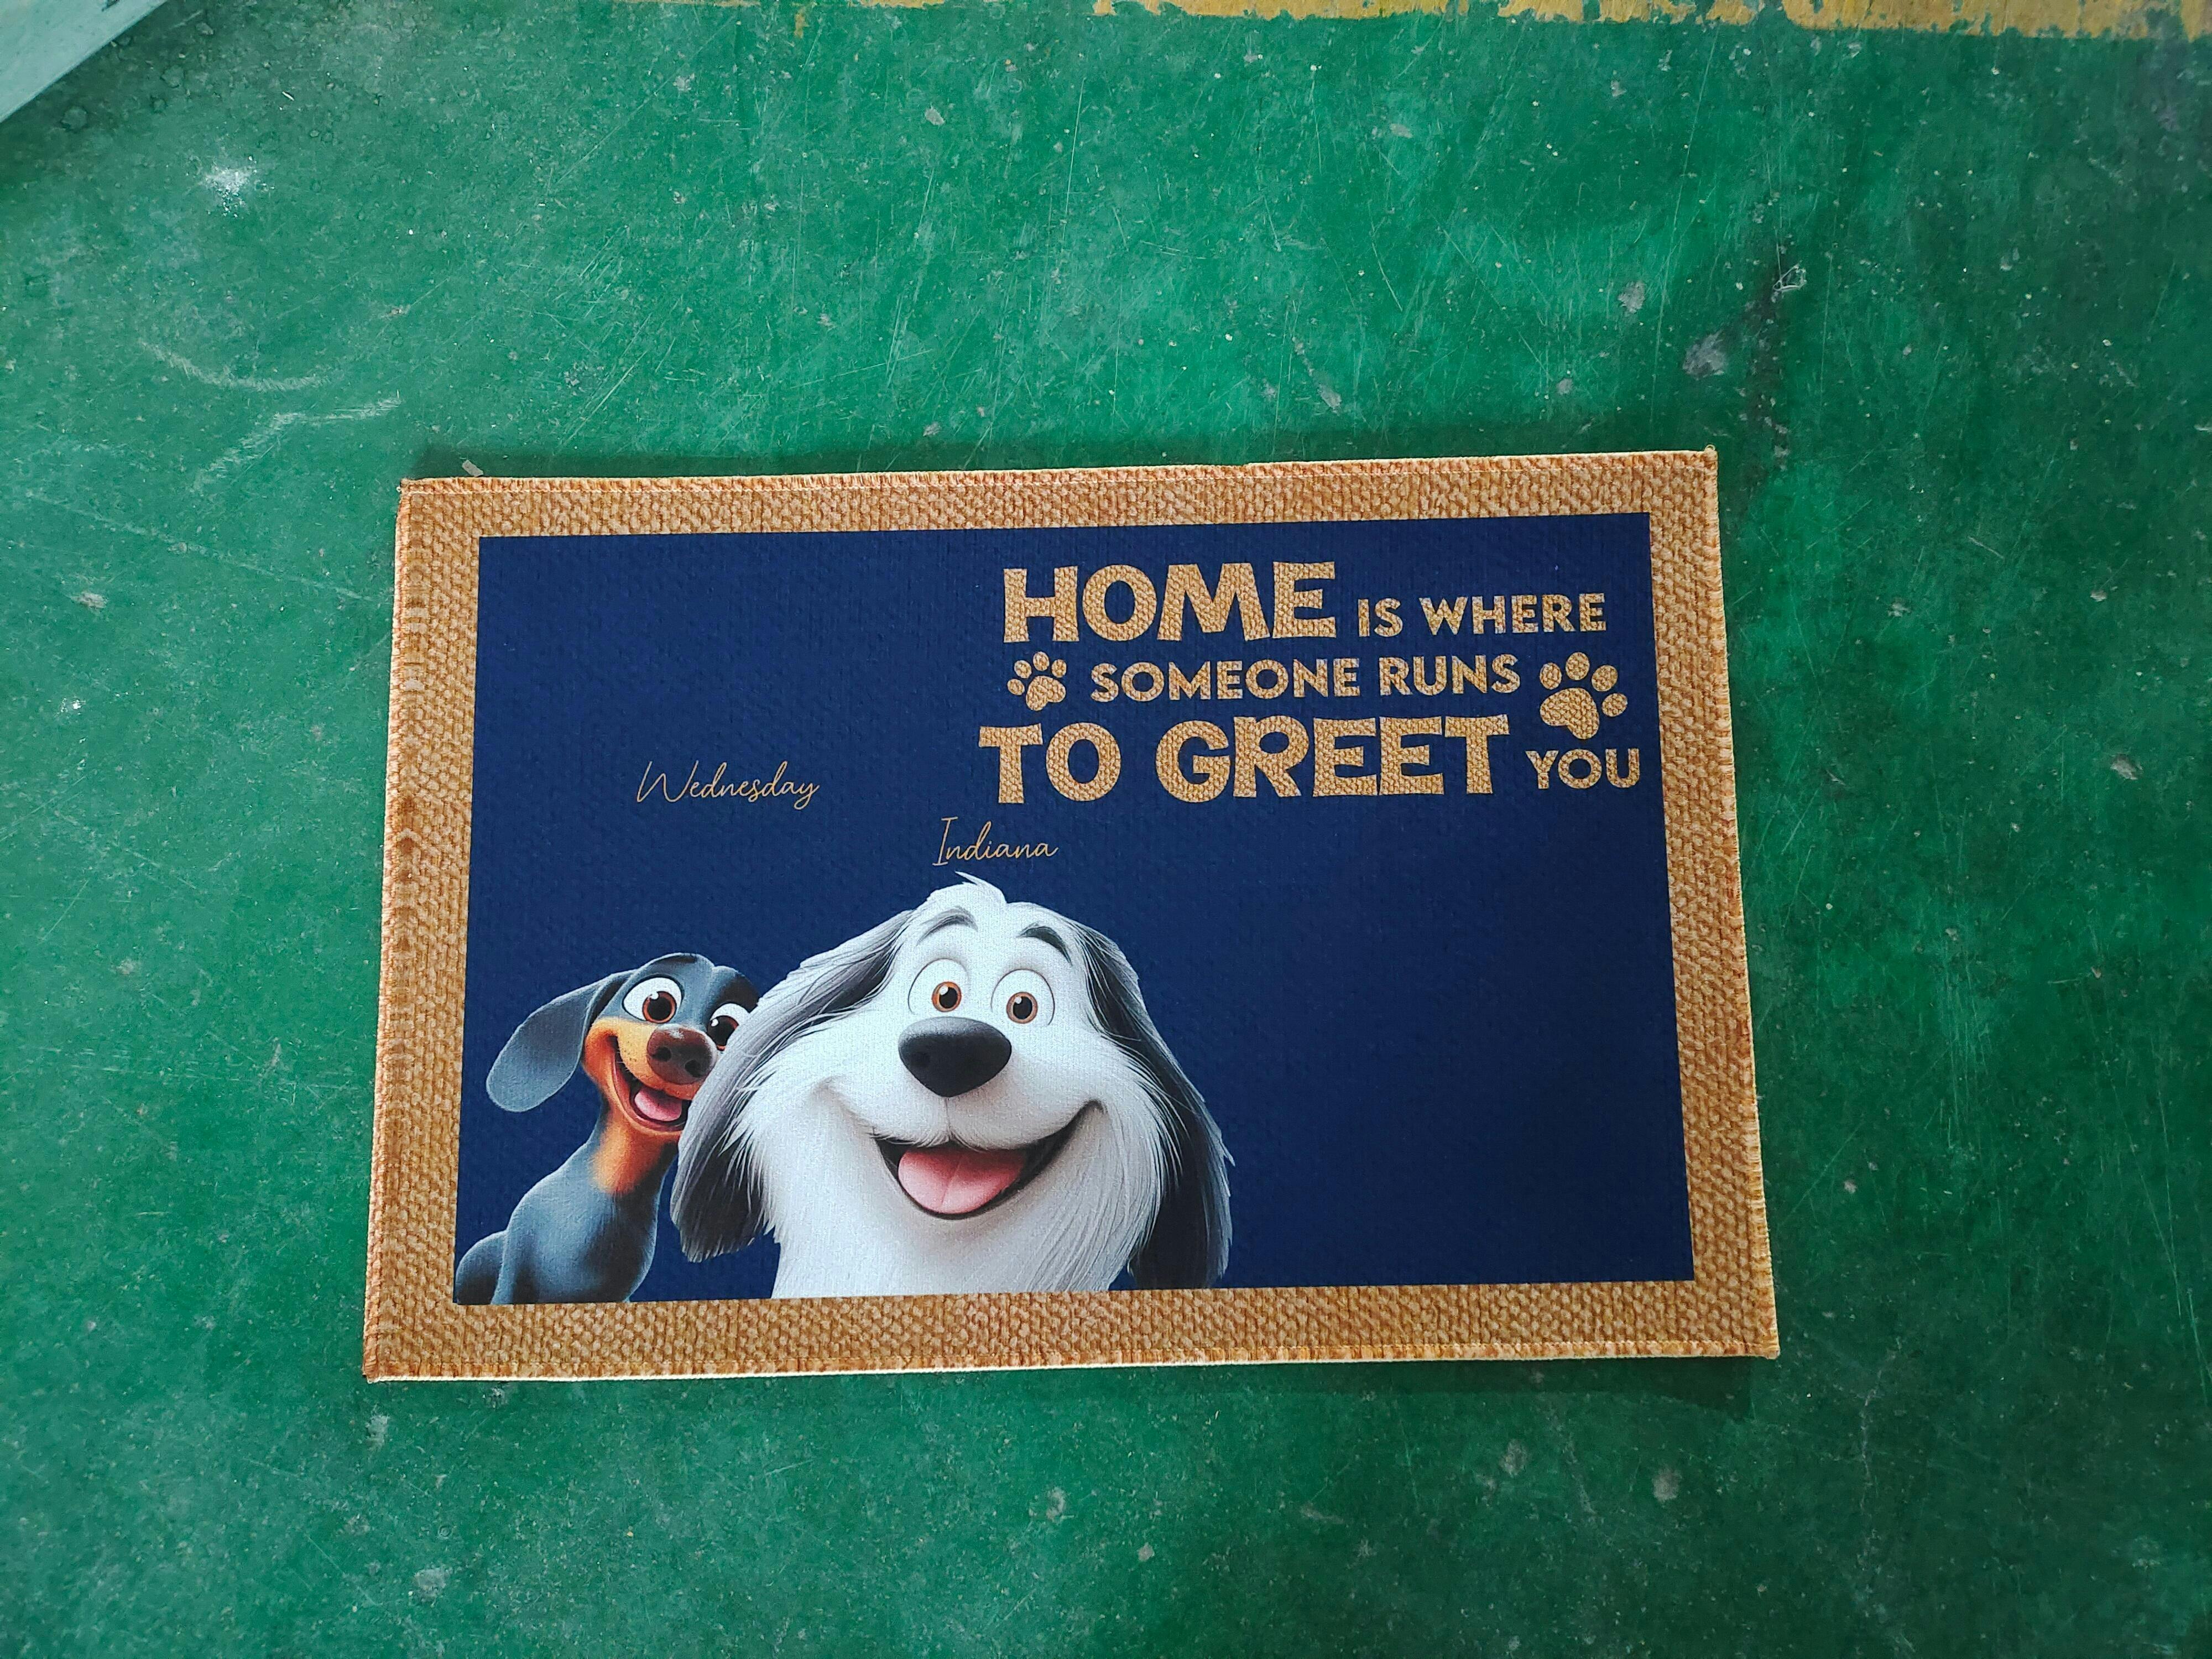 HOME IS WHERE
SOMEONE RUNS
TO GREET YOU
Wednesday
Indiana